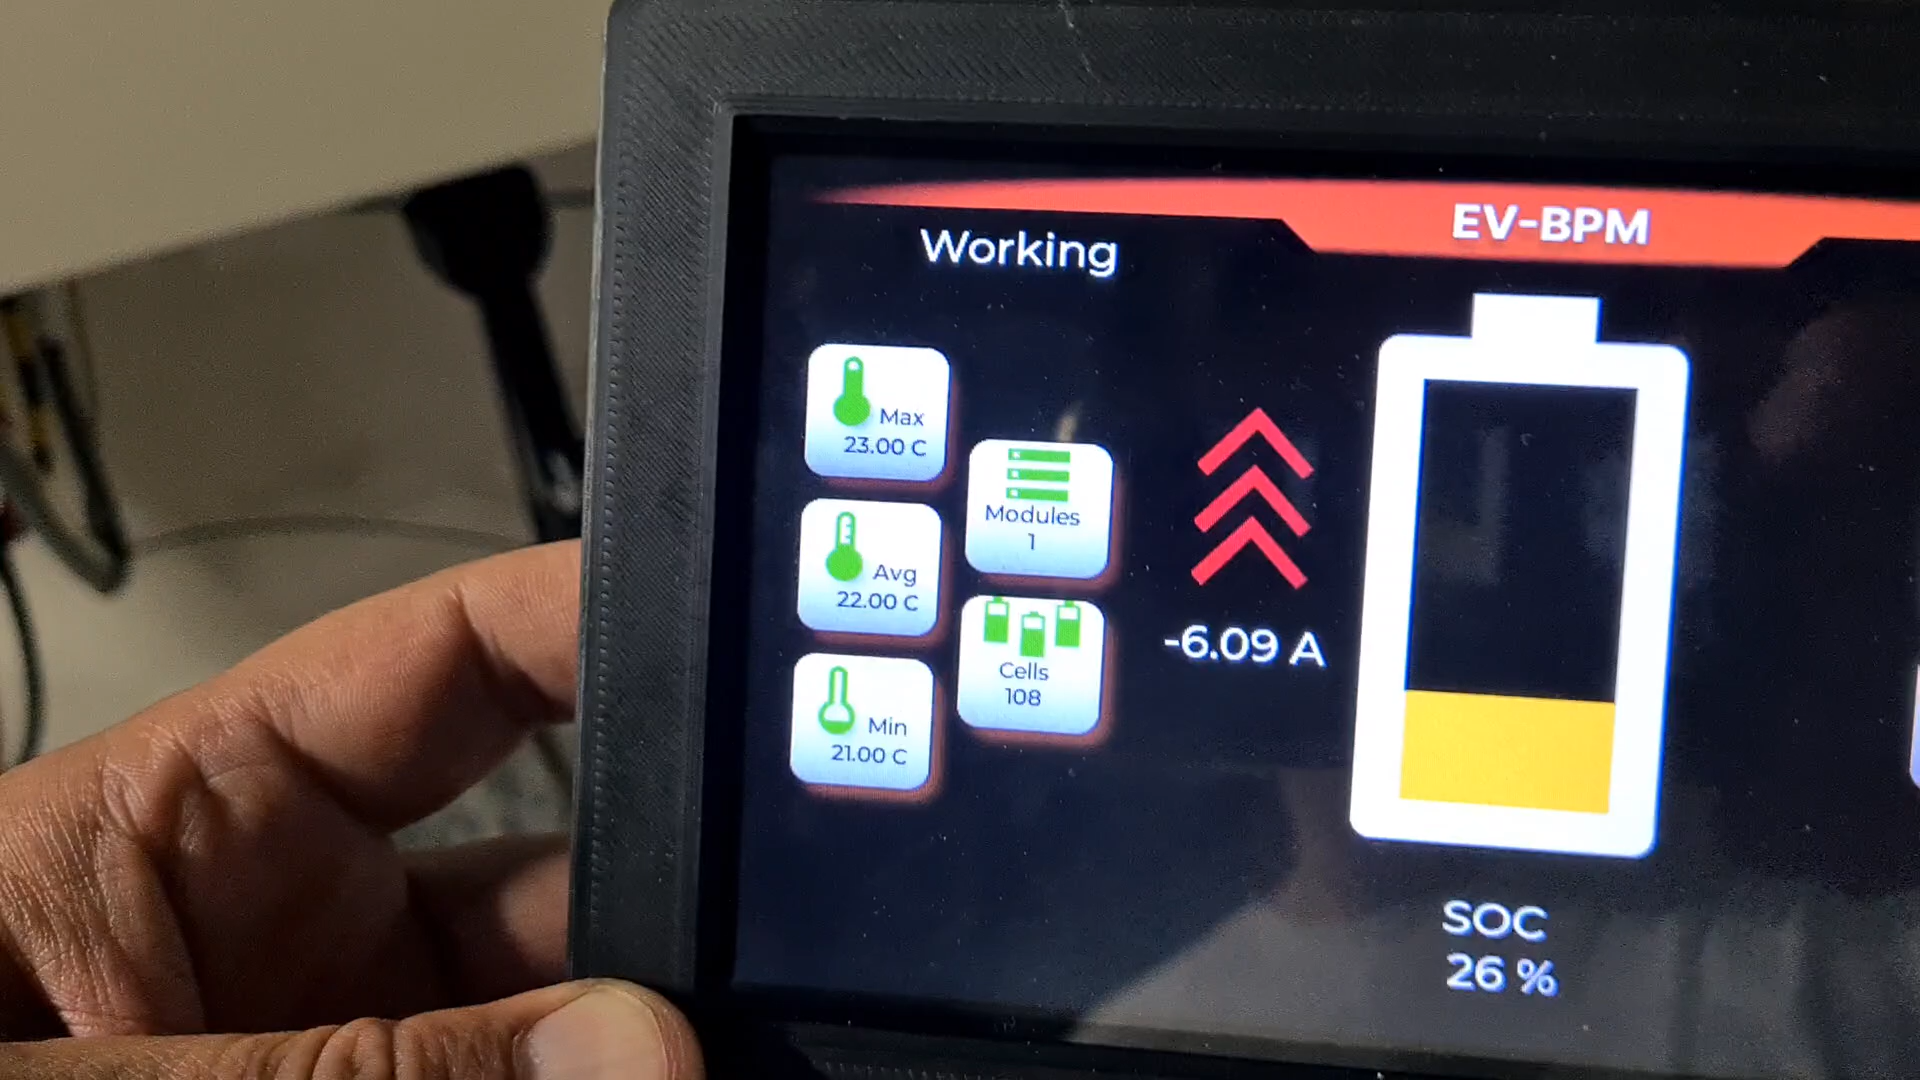 EV-BPM
Working
Max
23.00 C
Avg
22.00 C
Min
21.00 C
Modules
1
Cells
108
-6.09 A
SOC
26 %